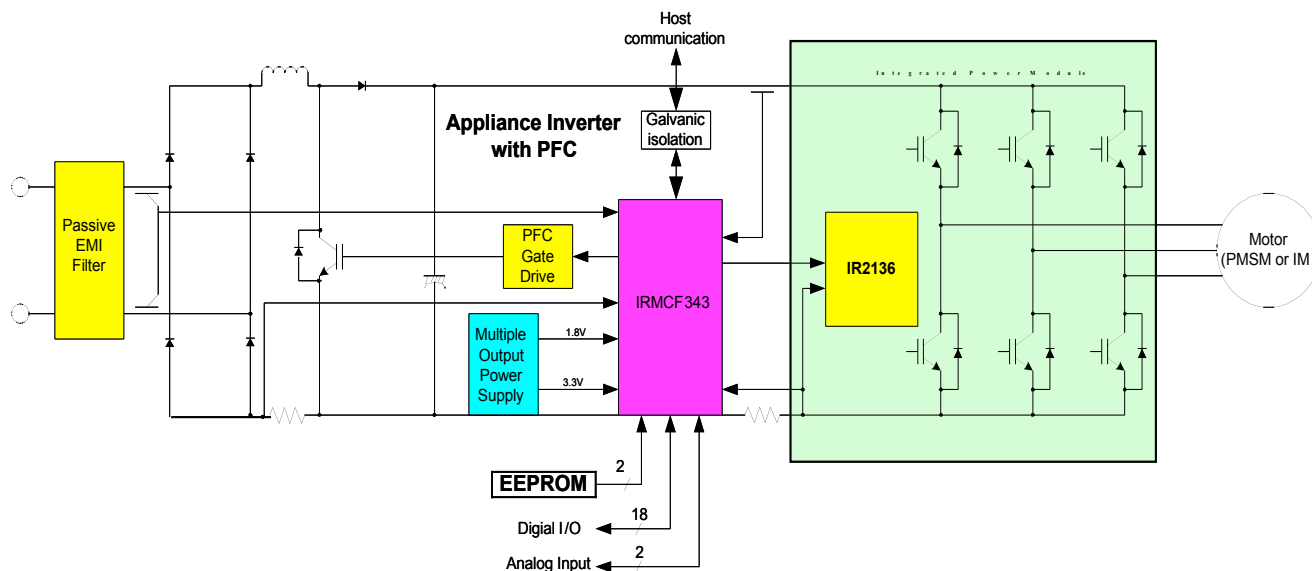 Host
communication
Integrated Power Module
Appliance Inverter
with PFC
Galvanic
isolation
Passive
EMI
Filter
PFC
Gate
Drive
IRMCF343
IR2136
Motor
(PMSM or IM
Multiple
Output
Power
Supply
1.8V
3.3V
2
EEPROM
18
Digial I/O
2
Analog Input